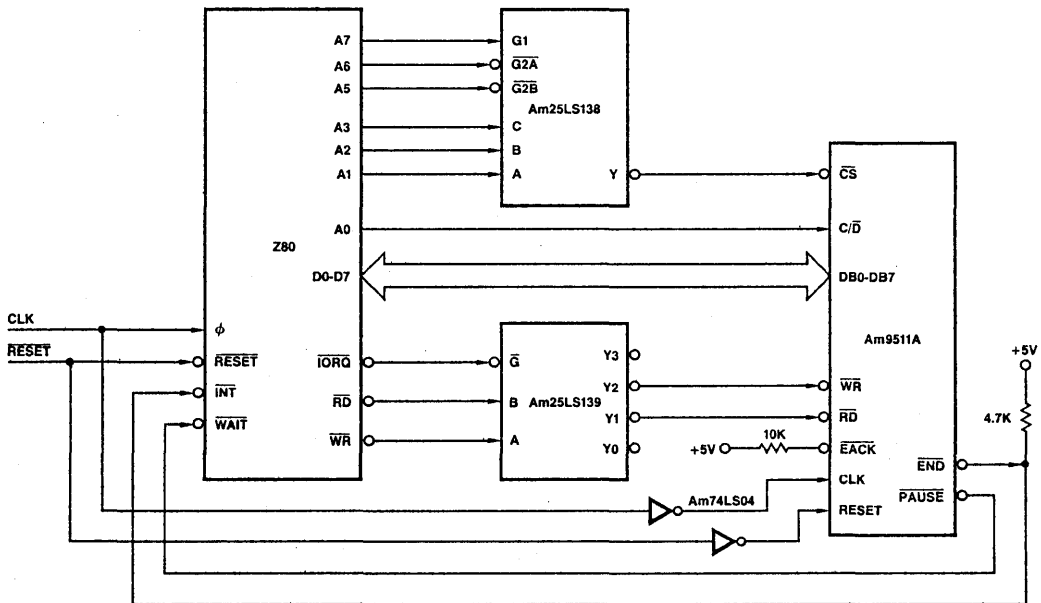 A7
A6
A5
A3
A2
A1
A0
Z80
D0-D7
G1
G2A
G2B
Am25LS138
C
B
A
Y
CS
C/D
DB0-DB7
Am9511A
CLK
RESET
φ
RESET
INT
WAIT
IORQ
RD
WR
G
B
A
Am25LS139
Y3
Y2
Y1
Y0
WR
RD
+5V
10K
EACK
CLK
RESET
END
PAUSE
+5V
4.7K
Am74LS04